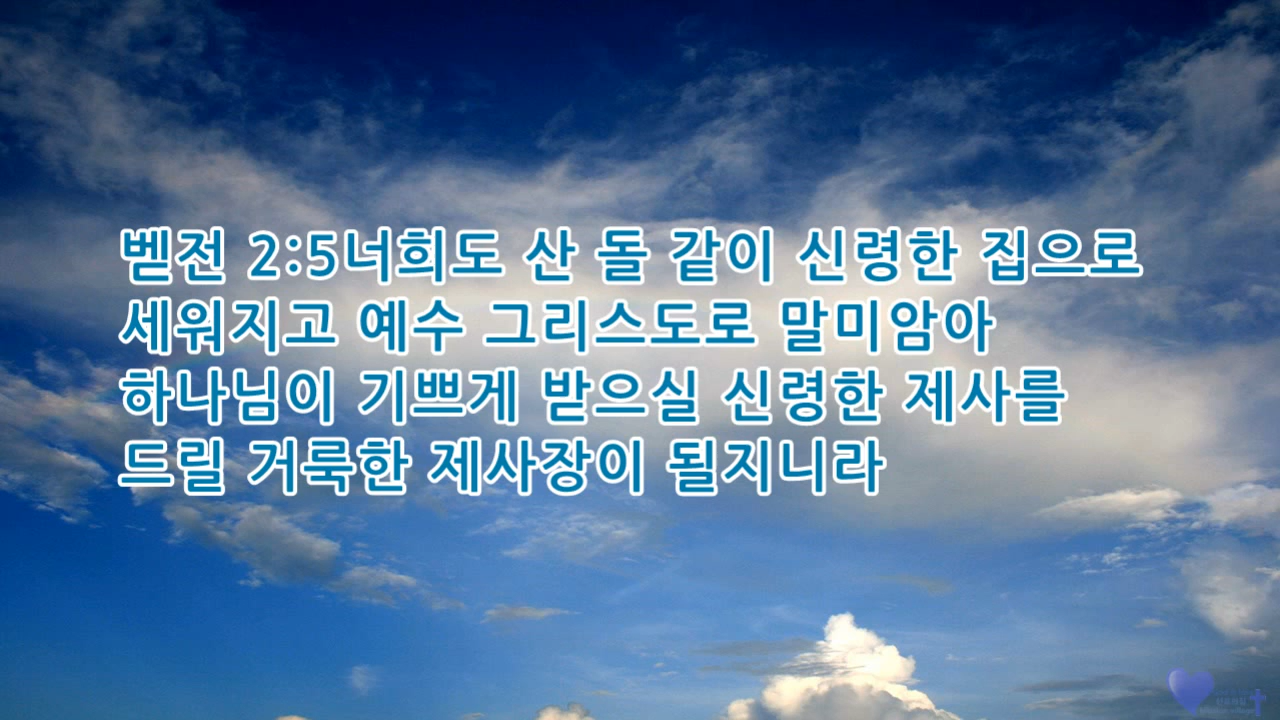 벧전 2:5너희도 산 돌 같이 신령한 집으로
세워지고 예수 그리스도로 말미암아
하나님이 기쁘게 받으실 신령한 제사를
드릴 거룩한 제사장이 될지니라